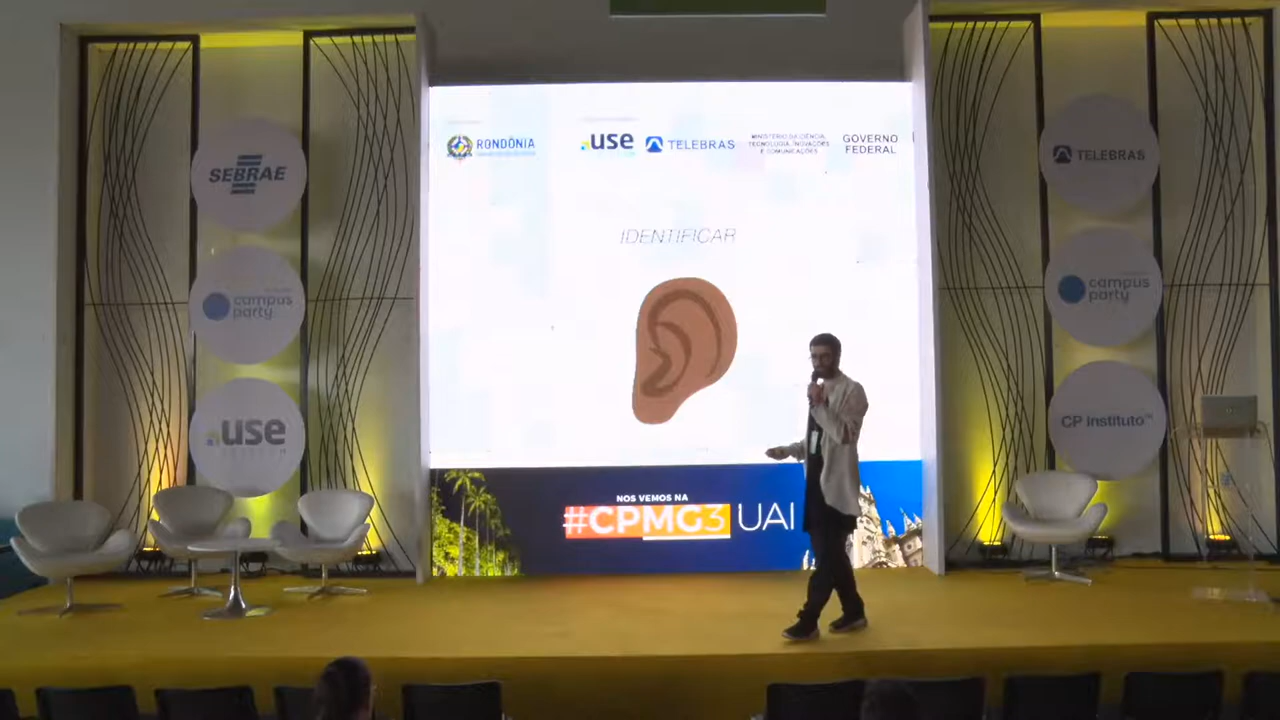 SEBRAE
campus
party
use
RONDÔNIA
use
TELEBRAS
MINISTÉRIO DA CIÊNCIA,
TECNOLOGIA, INOVAÇÕES
E COMUNICAÇÕES
GOVERNO
FEDERAL
IDENTIFICAR
NOS VEMOS NA
#CPMG3 UAI
TELEBRAS
campus
party
CP Instituto